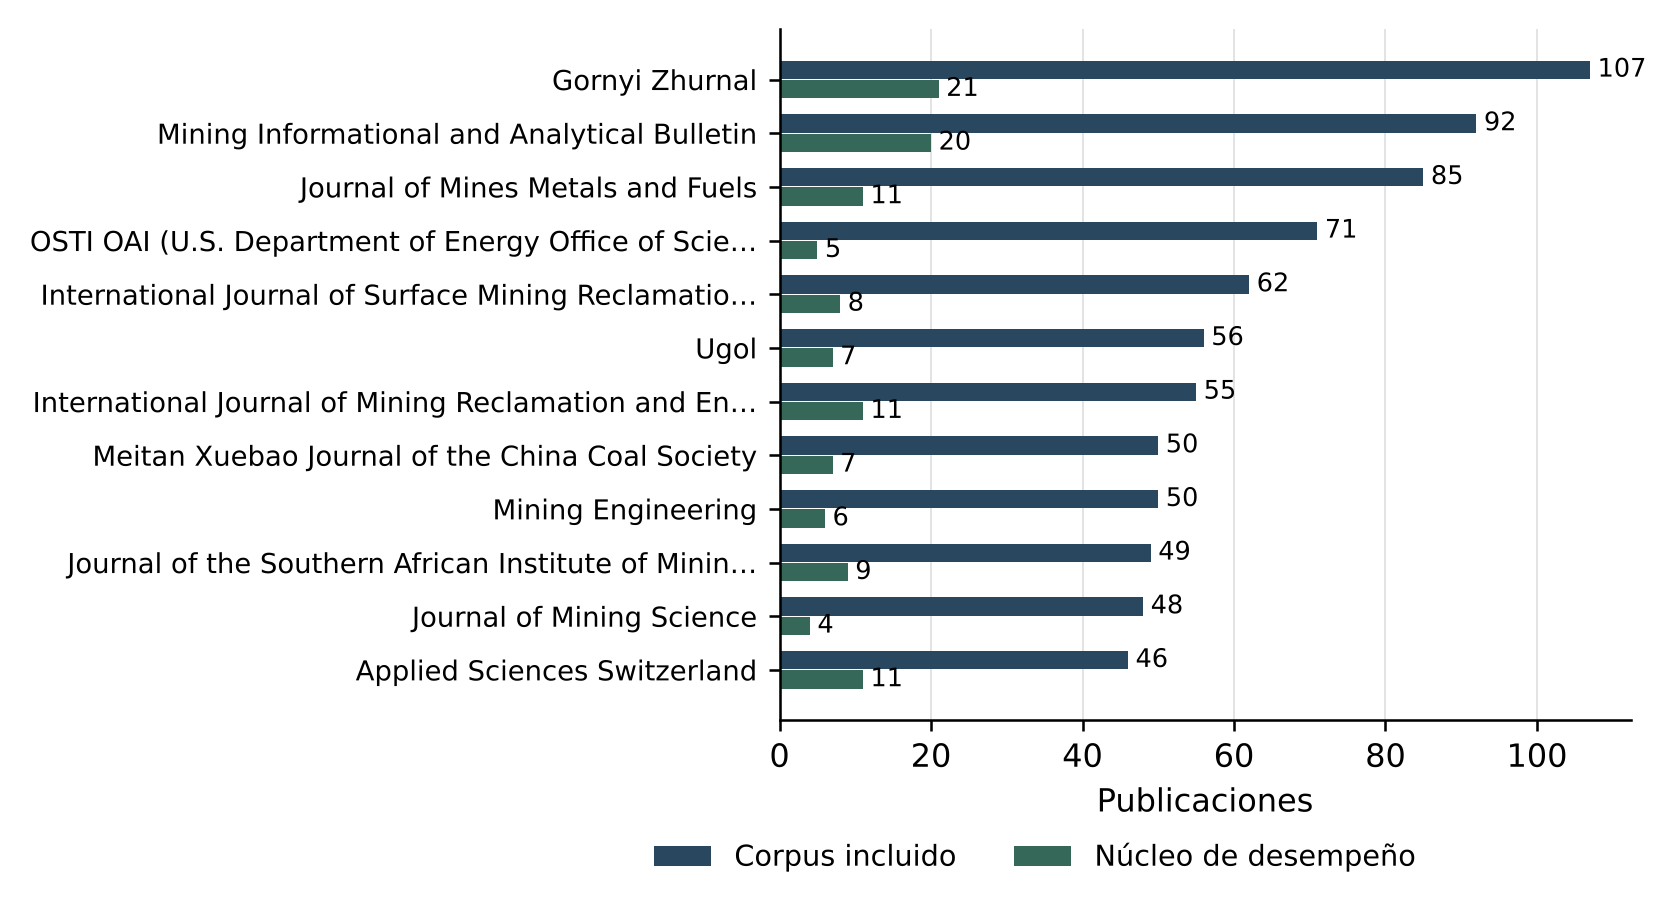 Gornyi Zhurnal 107
21
Mining Informational and Analytical Bulletin 92
20
Journal of Mines Metals and Fuels 85
11
OSTI OAI (U.S. Department of Energy Office of Scie... 71
5
International Journal of Surface Mining Reclamatio... 62
8
Ugol 56
7
International Journal of Mining Reclamation and En... 55
11
Meitan Xuebao Journal of the China Coal Society 50
7
Mining Engineering 50
6
Journal of the Southern African Institute of Minin... 49
9
Journal of Mining Science 48
4
Applied Sciences Switzerland 46
11
0 20 40 60 80 100
Publicaciones
Corpus incluido Núcleo de desempeño